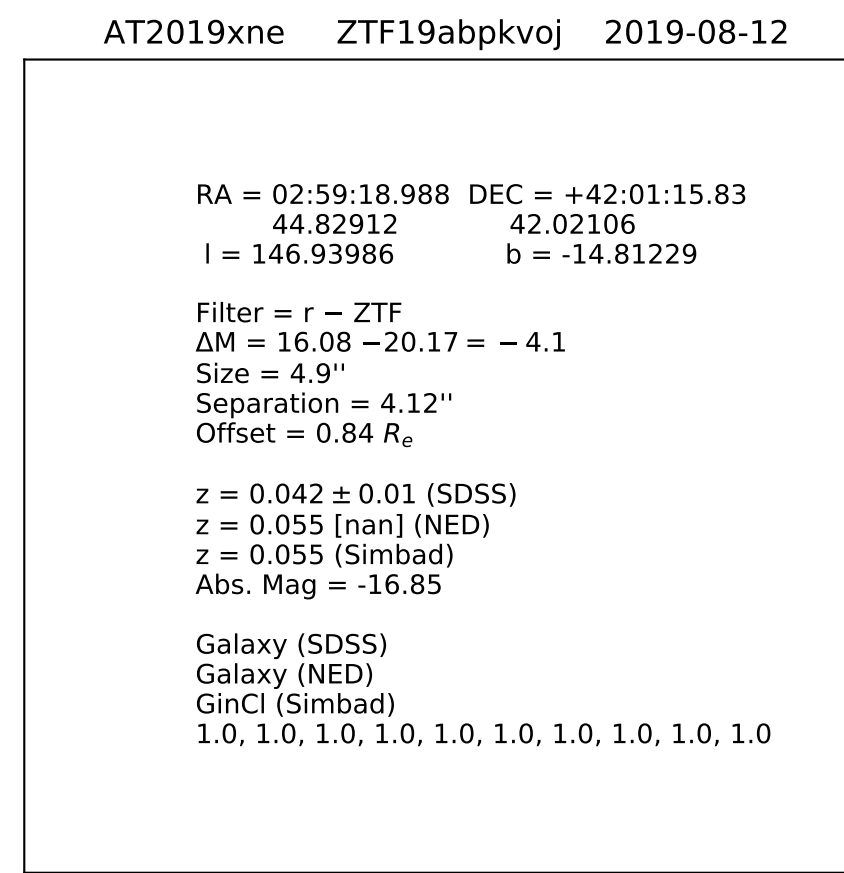 AT2019xne ZTF19abpkvoj 2019-08-12
RA = 02:59:18.988 DEC = +42:01:15.83
44.82912 42.02106
l = 146.93986 b = -14.81229
Filter = r − ZTF
ΔM = 16.08 −20.17 = − 4.1
Size = 4.9''
Separation = 4.12''
Offset = 0.84 Rₑ
z = 0.042 ± 0.01 (SDSS)
z = 0.055 [nan] (NED)
z = 0.055 (Simbad)
Abs. Mag = -16.85
Galaxy (SDSS)
Galaxy (NED)
GinCl (Simbad)
1.0, 1.0, 1.0, 1.0, 1.0, 1.0, 1.0, 1.0, 1.0, 1.0